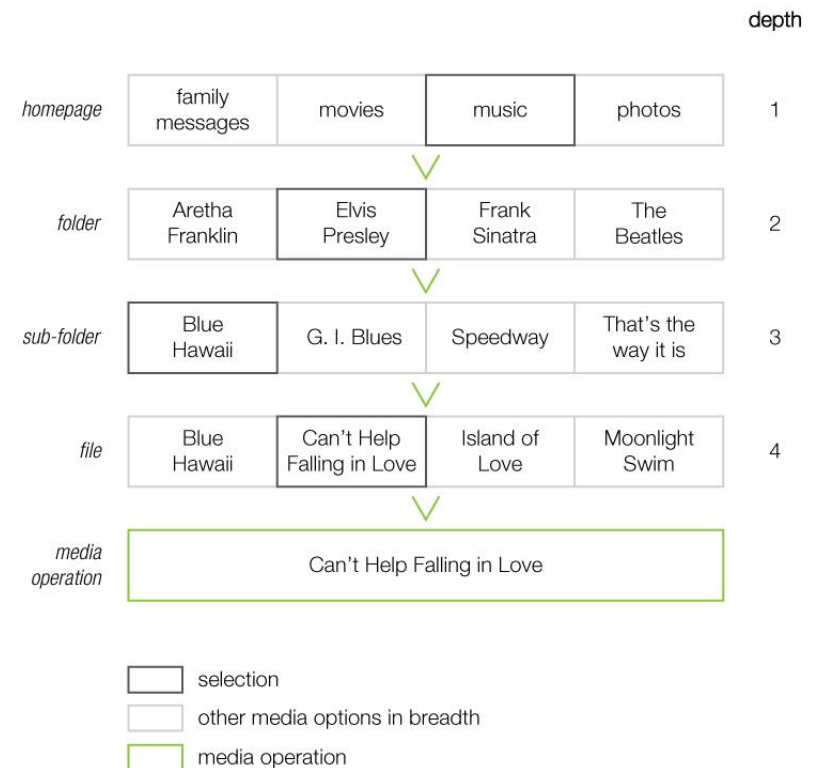 depth
homepage
family
messages
movies
music
photos
1
folder
Aretha
Franklin
Elvis
Presley
Frank
Sinatra
The
Beatles
2
sub-folder
Blue
Hawaii
G. I. Blues
Speedway
That's the
way it is
3
file
Blue
Hawaii
Can't Help
Falling in Love
Island of
Love
Moonlight
Swim
4
media
operation
Can't Help Falling in Love
selection
other media options in breadth
media operation